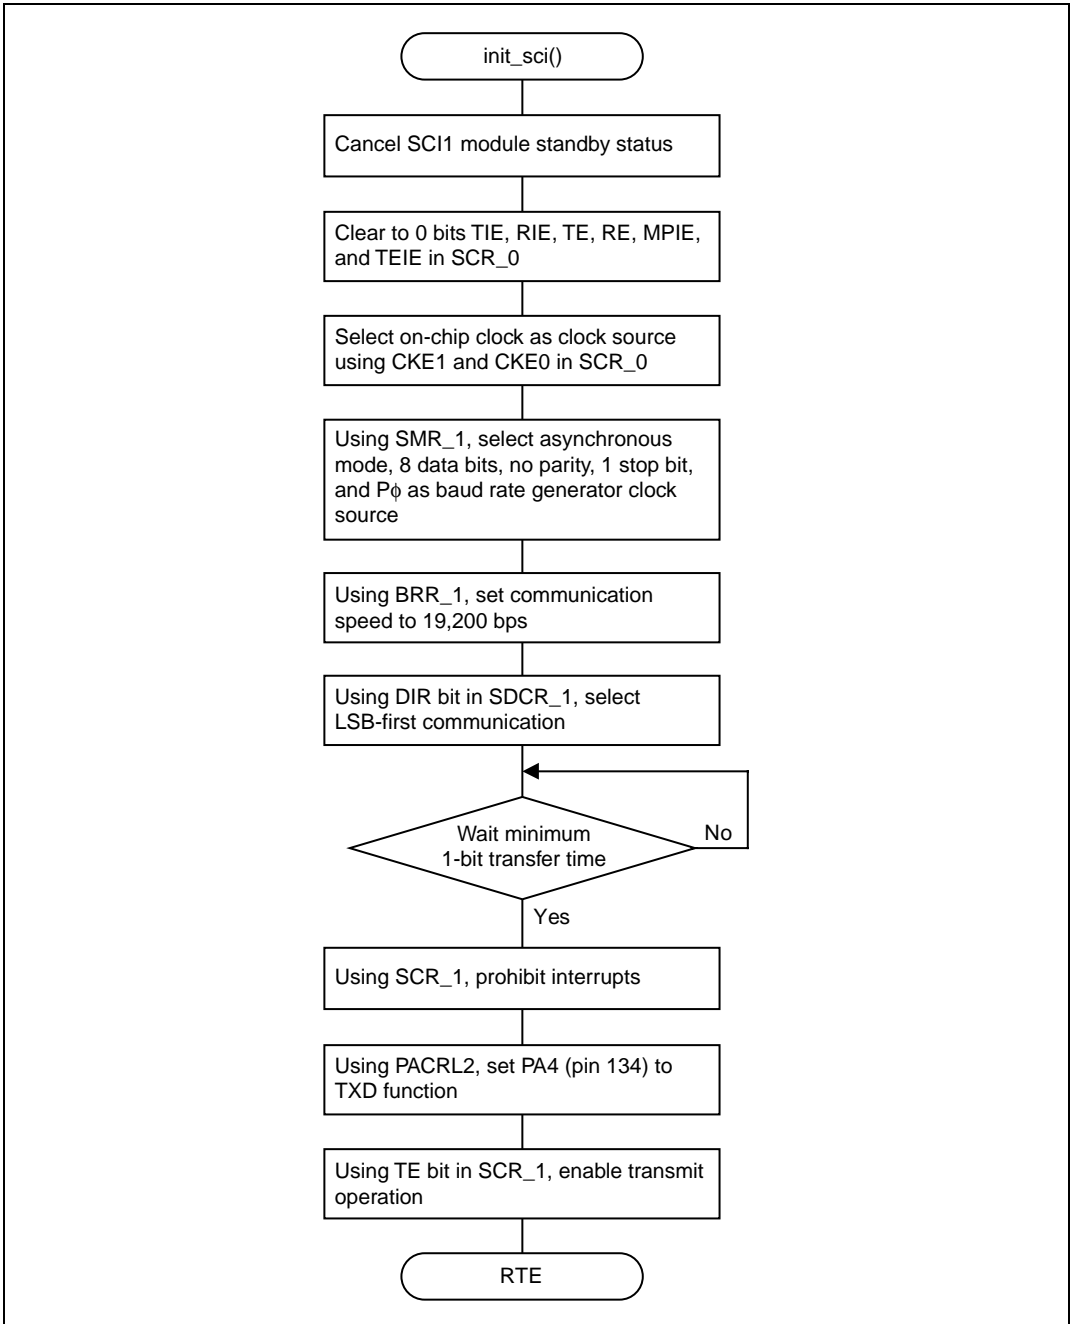 init_sci()
Cancel SCI1 module standby status
Clear to 0 bits TIE, RIE, TE, RE, MPIE,
and TEIE in SCR_0
Select on-chip clock as clock source
using CKE1 and CKE0 in SCR_0
Using SMR_1, select asynchronous
mode, 8 data bits, no parity, 1 stop bit,
and Pϕ as baud rate generator clock
source
Using BRR_1, set communication
speed to 19,200 bps
Using DIR bit in SDCR_1, select
LSB-first communication
Wait minimum
1-bit transfer time
No
Yes
Using SCR_1, prohibit interrupts
Using PACRL2, set PA4 (pin 134) to
TXD function
Using TE bit in SCR_1, enable transmit
operation
RTE